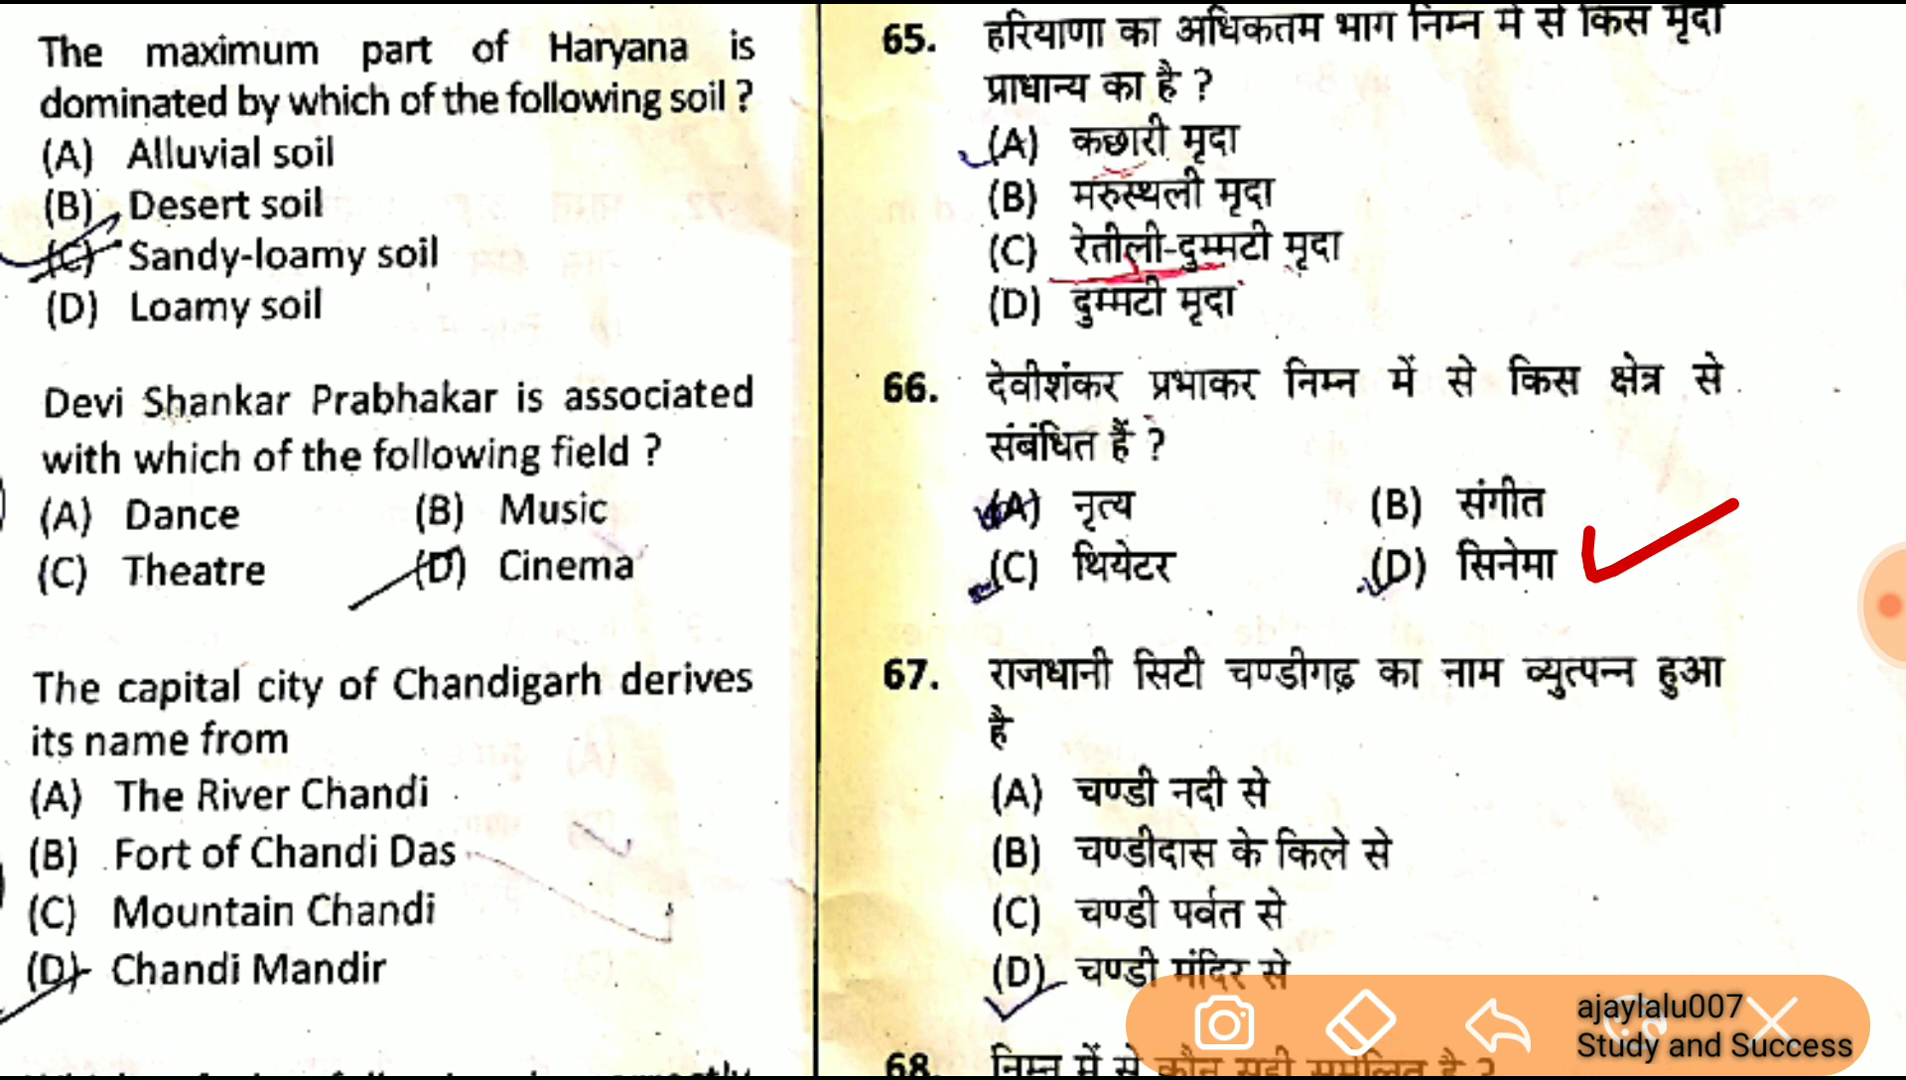 The maximum part of Haryana is
dominated by which of the following soil ?
(A) Alluvial soil
(B) Desert soil
(C) Sandy-loamy soil
(D) Loamy soil
Devi Shankar Prabhakar is associated
with which of the following field ?
(A) Dance (B) Music
(C) Theatre (D) Cinema
The capital city of Chandigarh derives
its name from
(A) The River Chandi
(B) Fort of Chandi Das
(C) Mountain Chandi
(D) Chandi Mandir
65. हरियाणा का अधिकतम भाग निम्न में से किस मृदा
प्राधान्य का है ?
(A) कछारी मृदा
(B) मरुस्थली मृदा
(C) रेतीली-दुम्मटी मृदा
(D) दुम्मटी मृदा
66. देवीशंकर प्रभाकर निम्न में से किस क्षेत्र से
संबंधित हैं ?
(A) नृत्य (B) संगीत
(C) थियेटर (D) सिनेमा
67. राजधानी सिटी चण्डीगढ़ का नाम व्युत्पन्न हुआ
है
(A) चण्डी नदी से
(B) चण्डीदास के किले से
(C) चण्डी पर्वत से
(D) चण्डी मंदिर से
68. निम्न में से कौन सही सुमेलित है ?
ajaylalu007
Study and Success